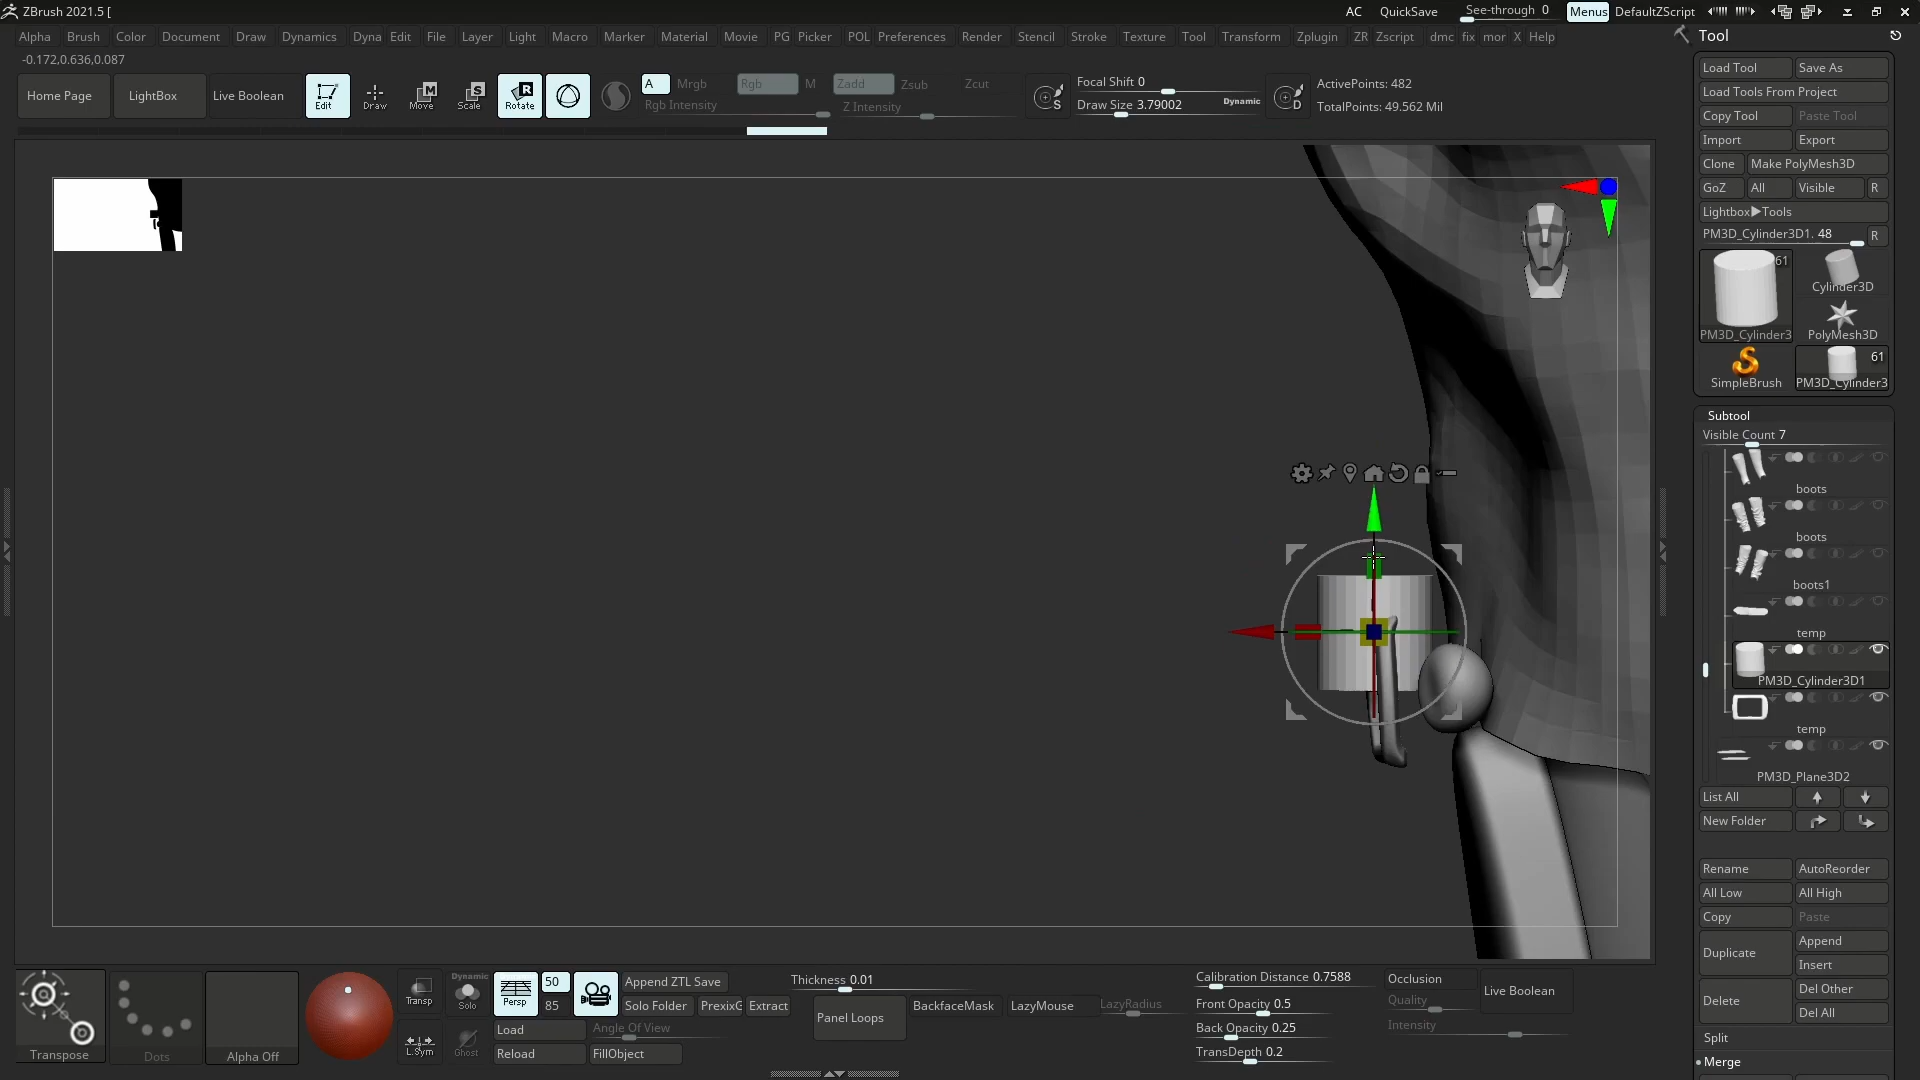 ZBrush 2021.5 [
AC QuickSave See-through 0 Menus DefaultZScript
Alpha Brush Color Document Draw Dynamics Dyna Edit File Layer Light Macro Marker Material Movie PG Picker POL Preferences Render Stencil Stroke Texture Tool Transform Zplugin ZR Zscript dmc fix mor X Help
-0.172,0.636,0.087
Home Page LightBox Live Boolean Edit Draw Move Scale Rotate
M S R
A Mrgb Rgb M Zadd Zsub Zcut
Rgb Intensity Z Intensity
S Focal Shift 0
Draw Size 3.79002 Dynamic D
ActivePoints: 482
TotalPoints: 49.562 Mil
Tool
Load Tool Save As
Load Tools From Project
Copy Tool Paste Tool
Import Export
Clone Make PolyMesh3D
GoZ All Visible R
Lightbox▶Tools
PM3D_Cylinder3D1. 48 R
61
PM3D_Cylinder3
Cylinder3D
PolyMesh3D
SimpleBrush
61
PM3D_Cylinder3
Subtool
Visible Count 7
boots
boots
boots1
temp
PM3D_Cylinder3D1
temp
PM3D_Plane3D2
List All
New Folder
Rename AutoReorder
All Low All High
Copy Paste
Duplicate Append
Insert
Delete Del Other
Del All
Split
Merge
Transpose
Dots
Alpha Off
Transp
L.Sym
Dynamic
Solo
Ghost
Persp
50
85
Append ZTL Save
Solo Folder PrexixG Extract
Load Angle Of View
Reload FillObject
Thickness 0.01
Panel Loops BackfaceMask LazyMouse LazyRadius
Calibration Distance 0.7588
Front Opacity 0.5
Back Opacity 0.25
TransDepth 0.2
Occlusion
Quality
Intensity
Live Boolean